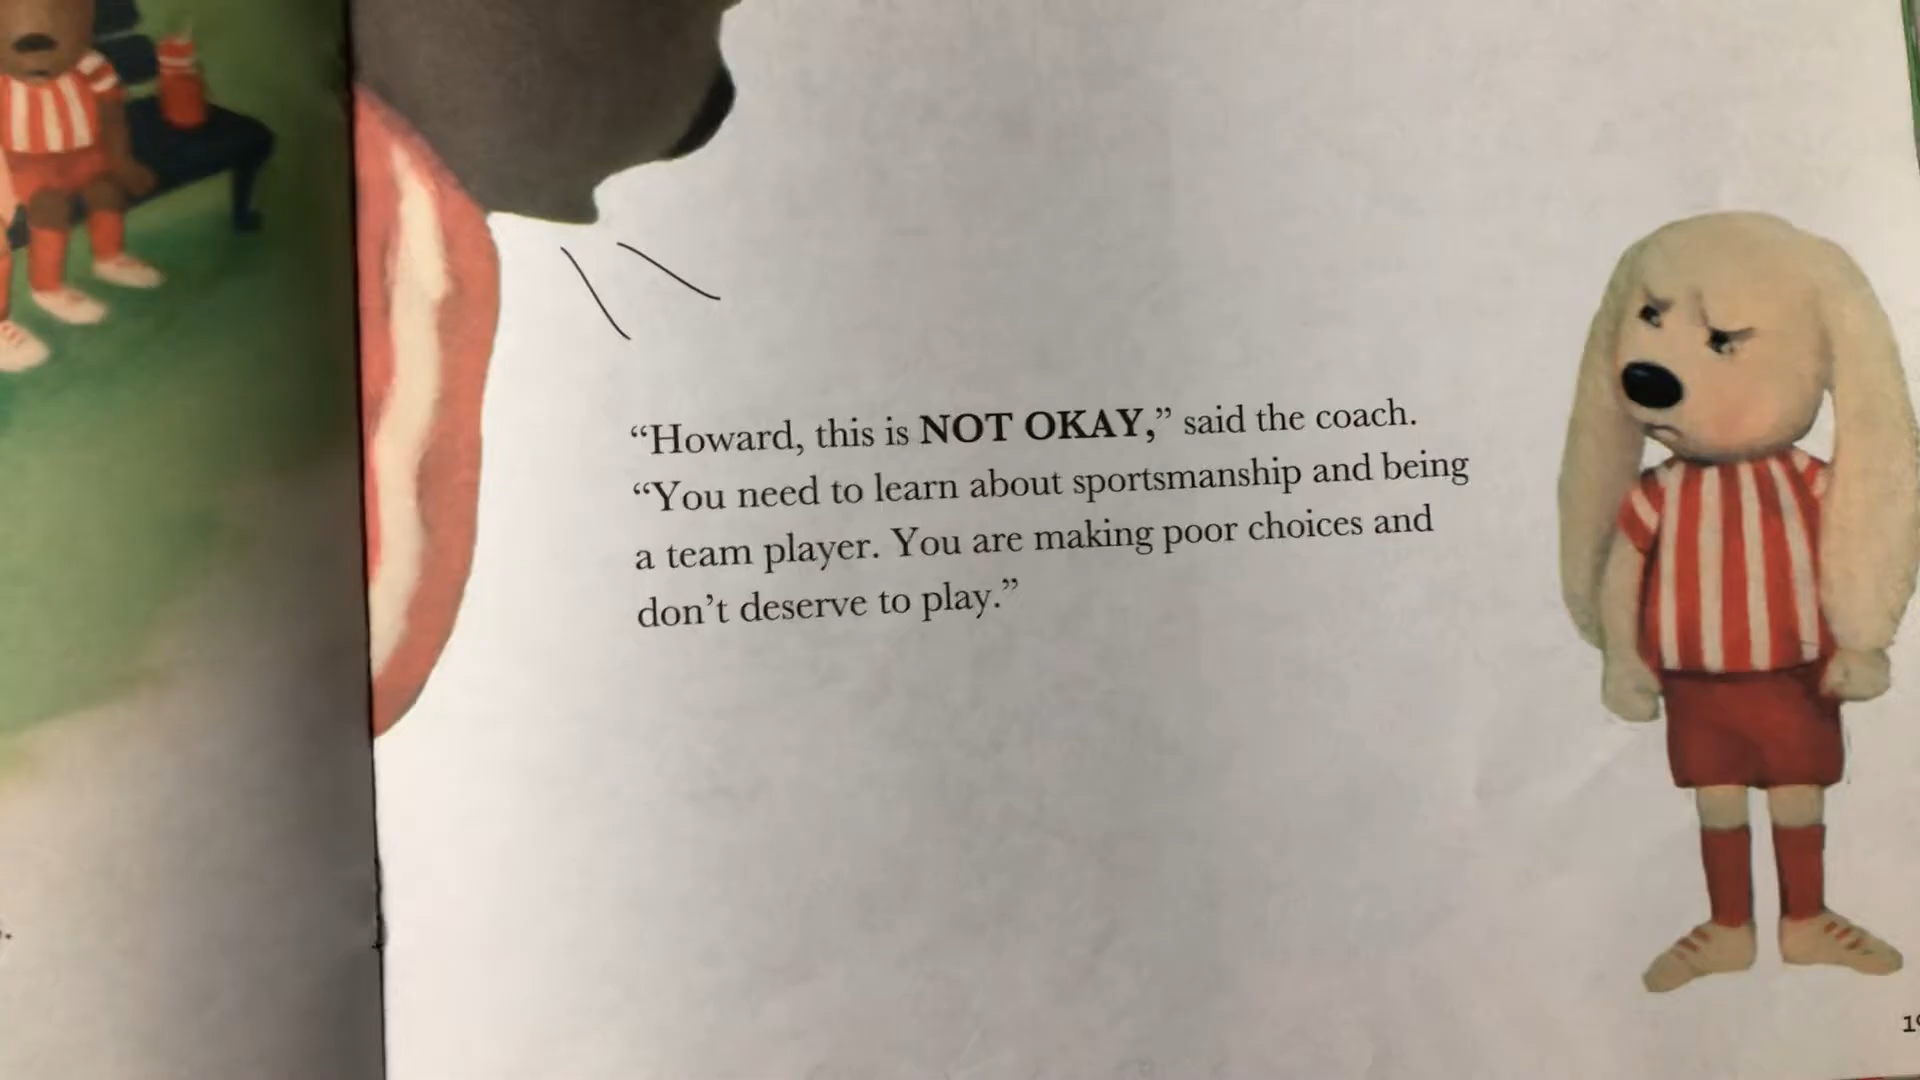 “Howard, this is NOT OKAY,” said the coach.
“You need to learn about sportsmanship and being
a team player. You are making poor choices and
don’t deserve to play.”